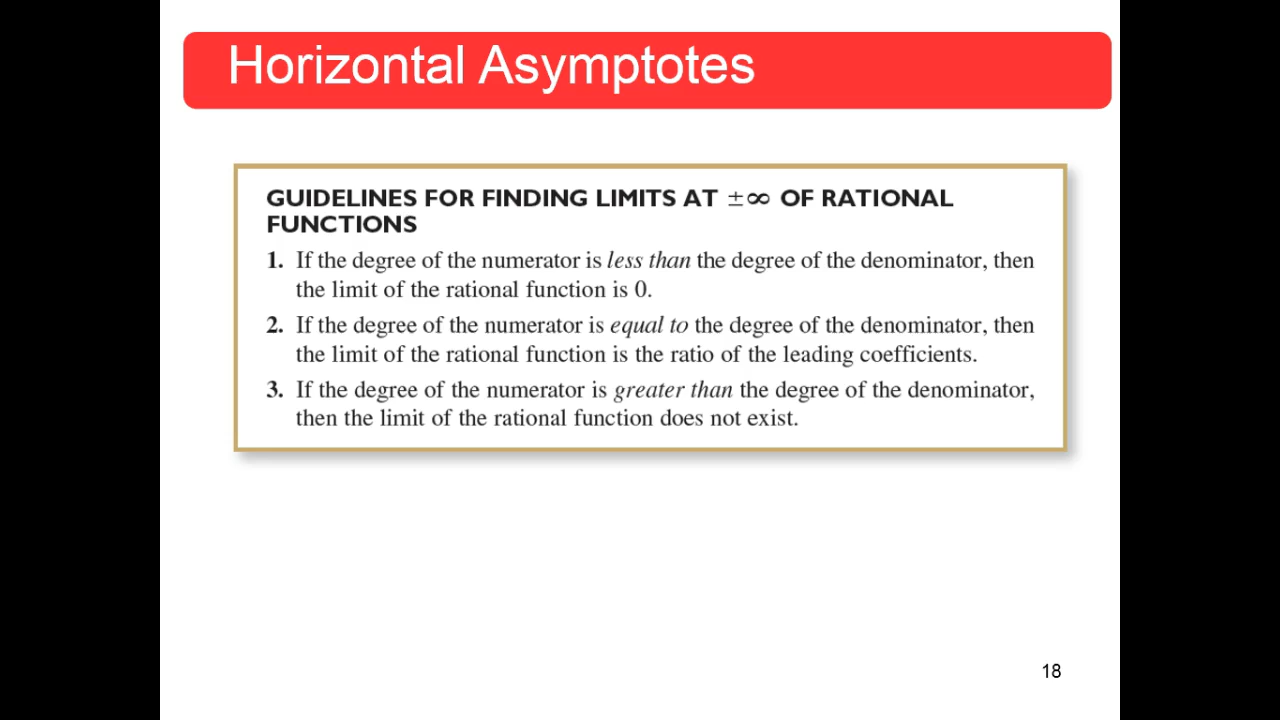 Horizontal Asymptotes
GUIDELINES FOR FINDING LIMITS AT ±∞ OF RATIONAL
FUNCTIONS
1. If the degree of the numerator is less than the degree of the denominator, then
the limit of the rational function is 0.
2. If the degree of the numerator is equal to the degree of the denominator, then
the limit of the rational function is the ratio of the leading coefficients.
3. If the degree of the numerator is greater than the degree of the denominator,
then the limit of the rational function does not exist.
18